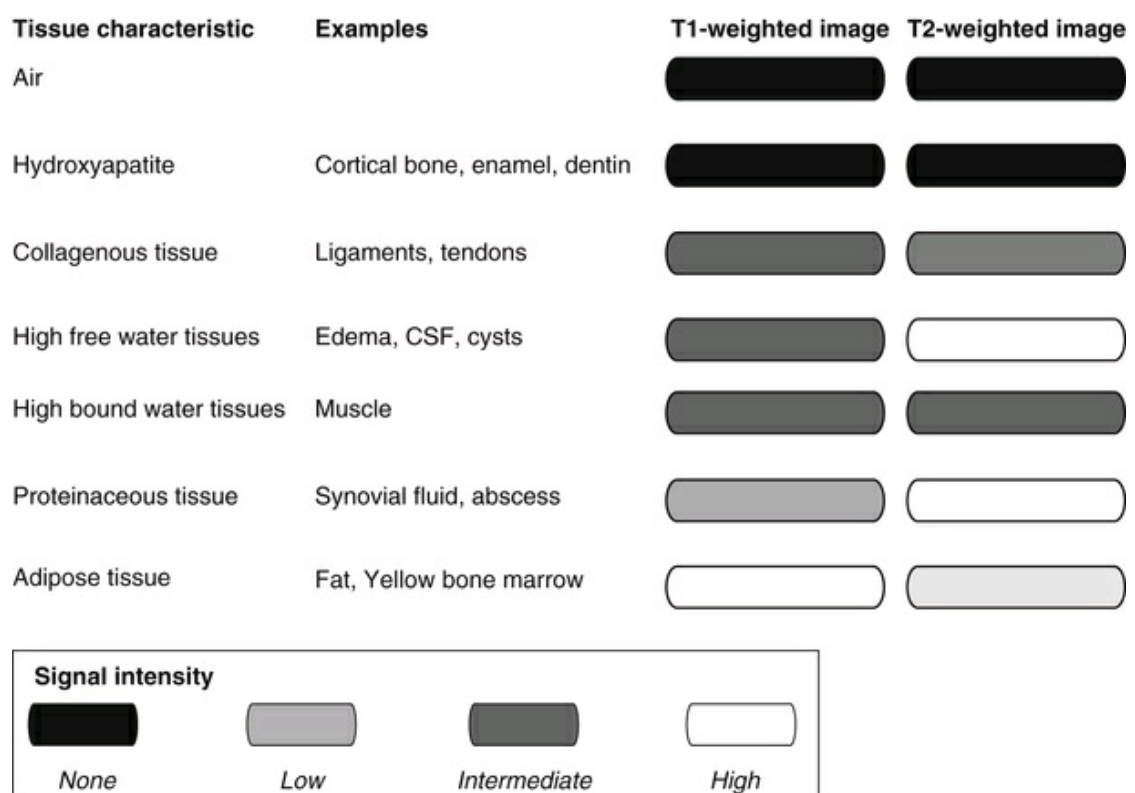 Tissue characteristic Examples T1-weighted image T2-weighted image
Air
Hydroxyapatite Cortical bone, enamel, dentin
Collagenous tissue Ligaments, tendons
High free water tissues Edema, CSF, cysts
High bound water tissues Muscle
Proteinaceous tissue Synovial fluid, abscess
Adipose tissue Fat, Yellow bone marrow
Signal intensity
None Low Intermediate High